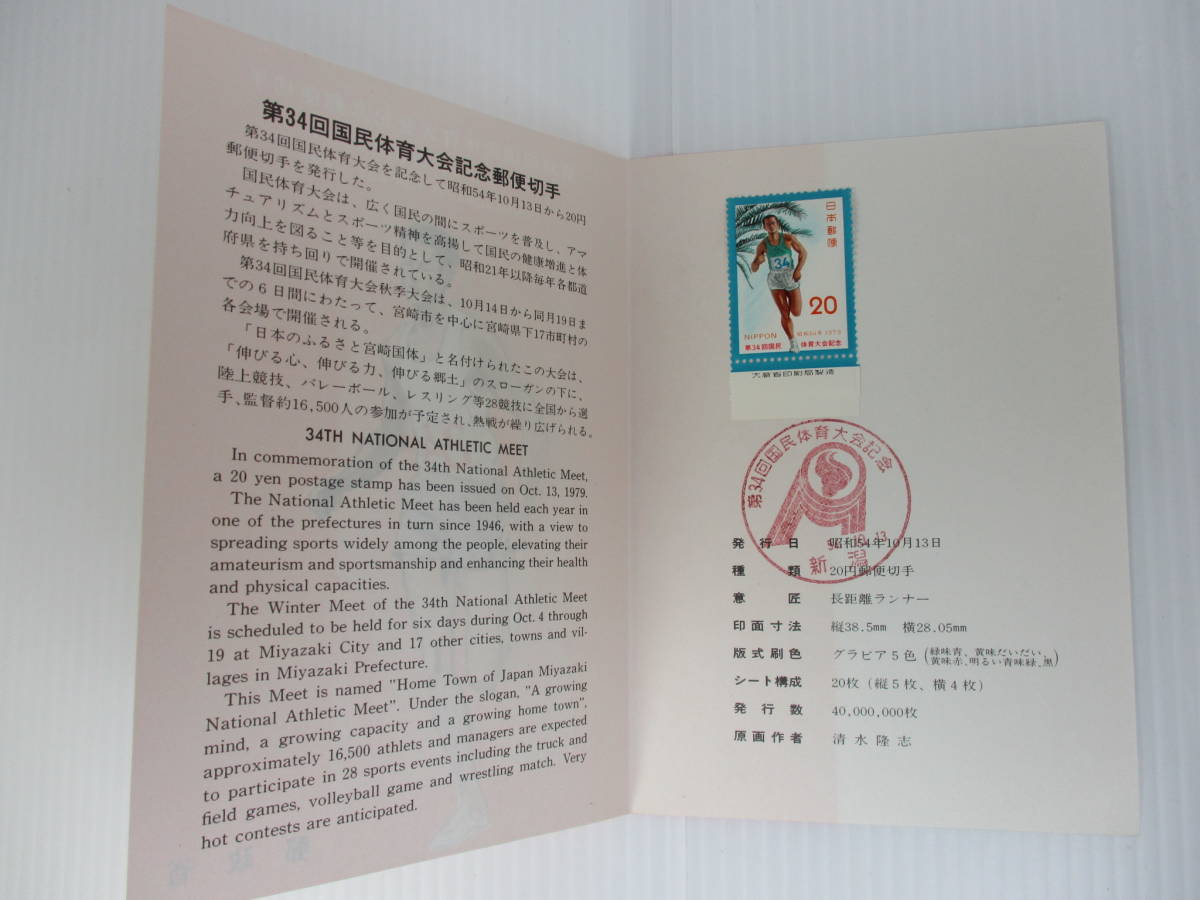 第34回国民体育大会記念郵便切手
第34回国民体育大会を記念して昭和54年10月13日から20円
郵便切手を発行した。
国民体育大会は、広く国民の間にスポーツを普及し、アマ
チュアリズムとスポーツ精神を高揚して国民の健康増進と体
力向上を図ること等を目的として、昭和21年以降毎年各都道
府県を持ち回りで開催されている。
第34回国民体育大会秋季大会は、10月14日から同月19日ま
での6日間にわたって、宮崎市を中心に宮崎県下17市町村の
各会場で開催される。
「日本のふるさと宮崎国体」と名付けられたこの大会は、
「伸びる心、伸びる力、伸びる郷土」のスローガンの下に、
陸上競技、バレーボール、レスリング等28競技に全国から選
手、監督約16,500人の参加が予定され、熱戦が繰り広げられる。
34TH NATIONAL ATHLETIC MEET
In commemoration of the 34th National Athletic Meet,
a 20 yen postage stamp has been issued on Oct. 13, 1979.
The National Athletic Meet has been held each year in
one of the prefectures in turn since 1946, with a view to
spreading sports widely among the people, elevating their
amateurism and sportsmanship and enhancing their health
and physical capacities.
The Winter Meet of the 34th National Athletic Meet
is scheduled to be held for six days during Oct. 4 through
19 at Miyazaki City and 17 other cities, towns and vil-
lages in Miyazaki Prefecture.
This Meet is named "Home Town of Japan Miyazaki
National Athletic Meet". Under the slogan, "A growing
mind, a growing capacity and a growing home town",
approximately 16,500 athlets and managers are expected
to participate in 28 sports events including the truck and
field games, volleyball game and wrestling match. Very
hot contests are anticipated.
日本郵便
34
20
NIPPON 昭和54年1979
第34回国民体育大会記念
大蔵省印刷局製造
第34回国民体育大会記念
54.10.13
新潟
発行日 昭和54年10月13日
種類 20円郵便切手
意匠 長距離ランナー
印面寸法 縦38.5mm 横28.05mm
版式刷色 グラビア5色(緑味青、黄味だいだい、
黄味赤、明るい青味緑、黒)
シート構成 20枚(縦5枚、横4枚)
発行数 40,000,000枚
原画作者 清水隆志